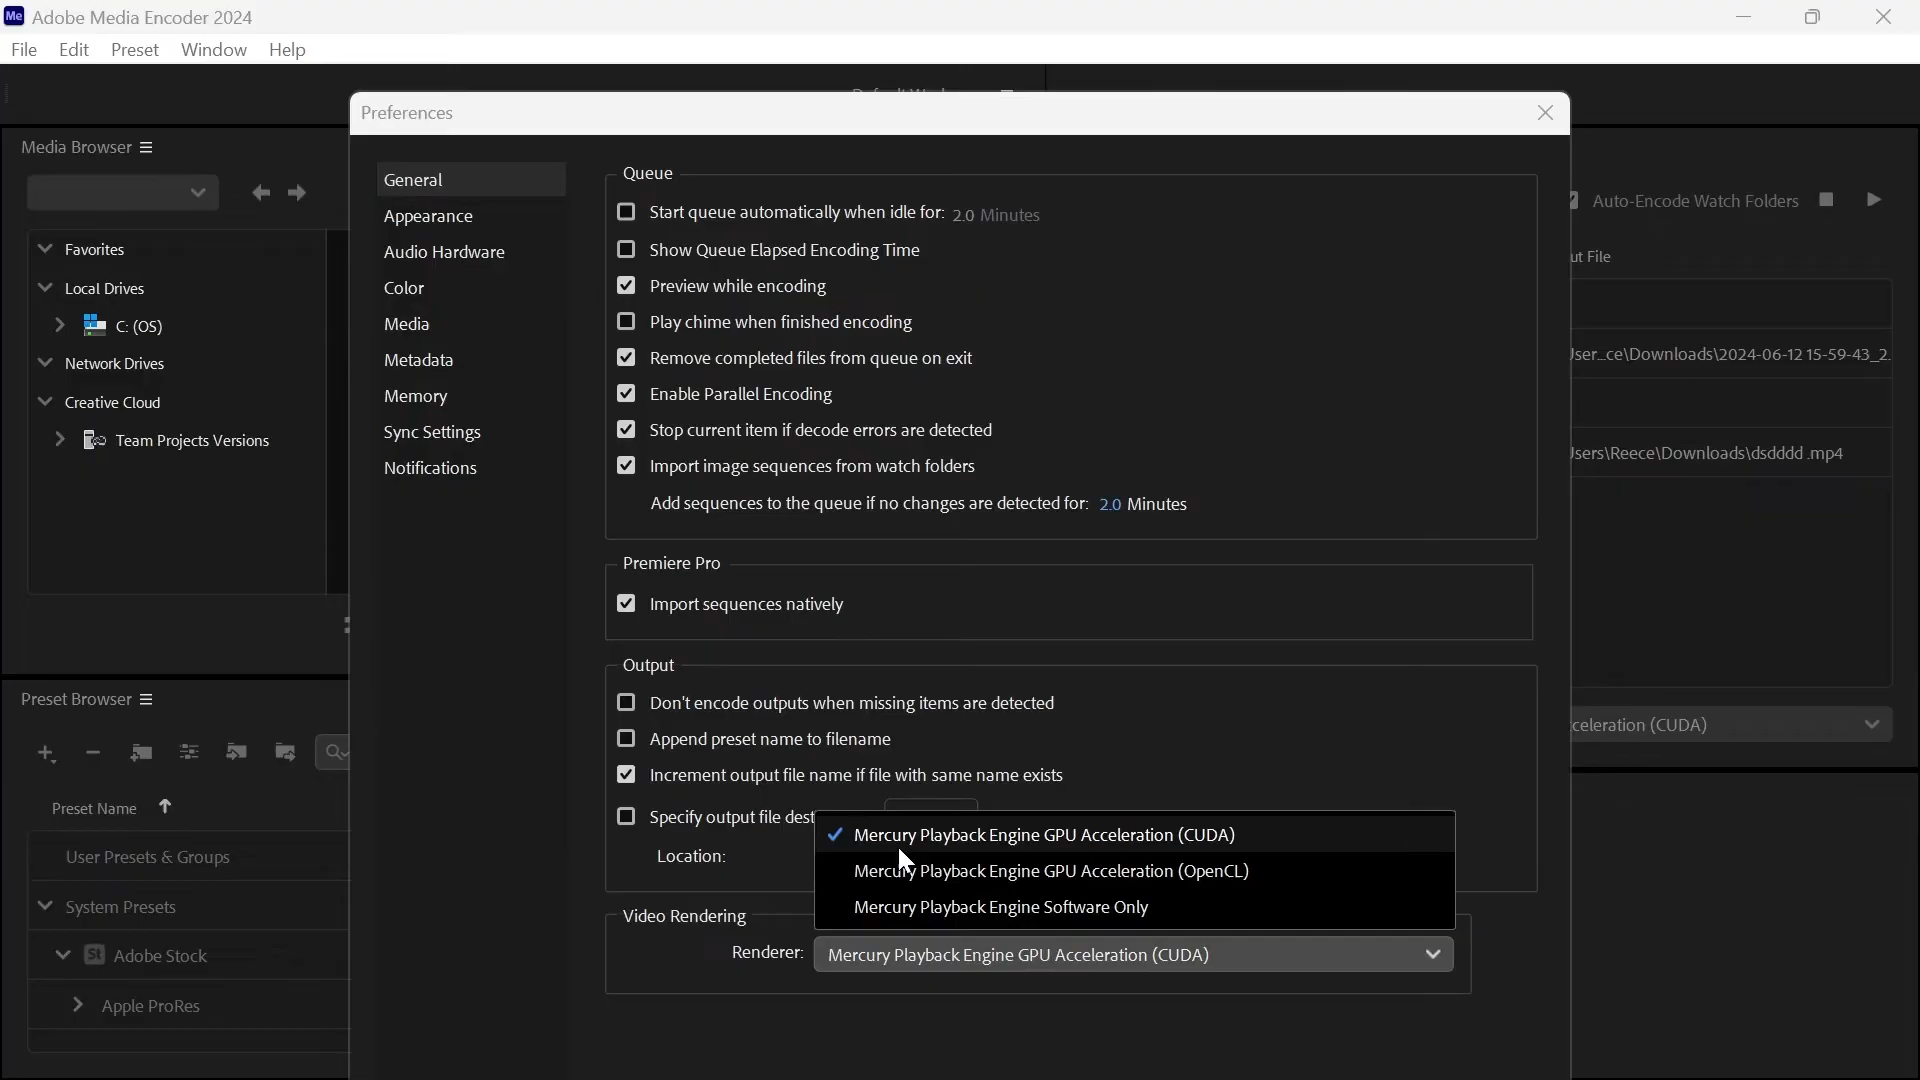 Me Adobe Media Encoder 2024
File Edit Preset Window Help
Preferences
Media Browser
Favorites
Local Drives
C: (OS)
Network Drives
Creative Cloud
Team Projects Versions
Preset Browser
Preset Name
User Presets & Groups
System Presets
St Adobe Stock
Apple ProRes
General
Appearance
Audio Hardware
Color
Media
Metadata
Memory
Sync Settings
Notifications
Queue
Start queue automatically when idle for: 2.0 Minutes
Show Queue Elapsed Encoding Time
Preview while encoding
Play chime when finished encoding
Remove completed files from queue on exit
Enable Parallel Encoding
Stop current item if decode errors are detected
Import image sequences from watch folders
Add sequences to the queue if no changes are detected for: 2.0 Minutes
Premiere Pro
Import sequences natively
Output
Don't encode outputs when missing items are detected
Append preset name to filename
Increment output file name if file with same name exists
Specify output file dest
Location:
Mercury Playback Engine GPU Acceleration (CUDA)
Mercury Playback Engine GPU Acceleration (OpenCL)
Mercury Playback Engine Software Only
Video Rendering
Renderer: Mercury Playback Engine GPU Acceleration (CUDA)
Auto-Encode Watch Folders
ut File
Jser...ce\Downloads\2024-06-12 15-59-43_2.
Jsers\Reece\Downloads\dsdddd .mp4
celeration (CUDA)